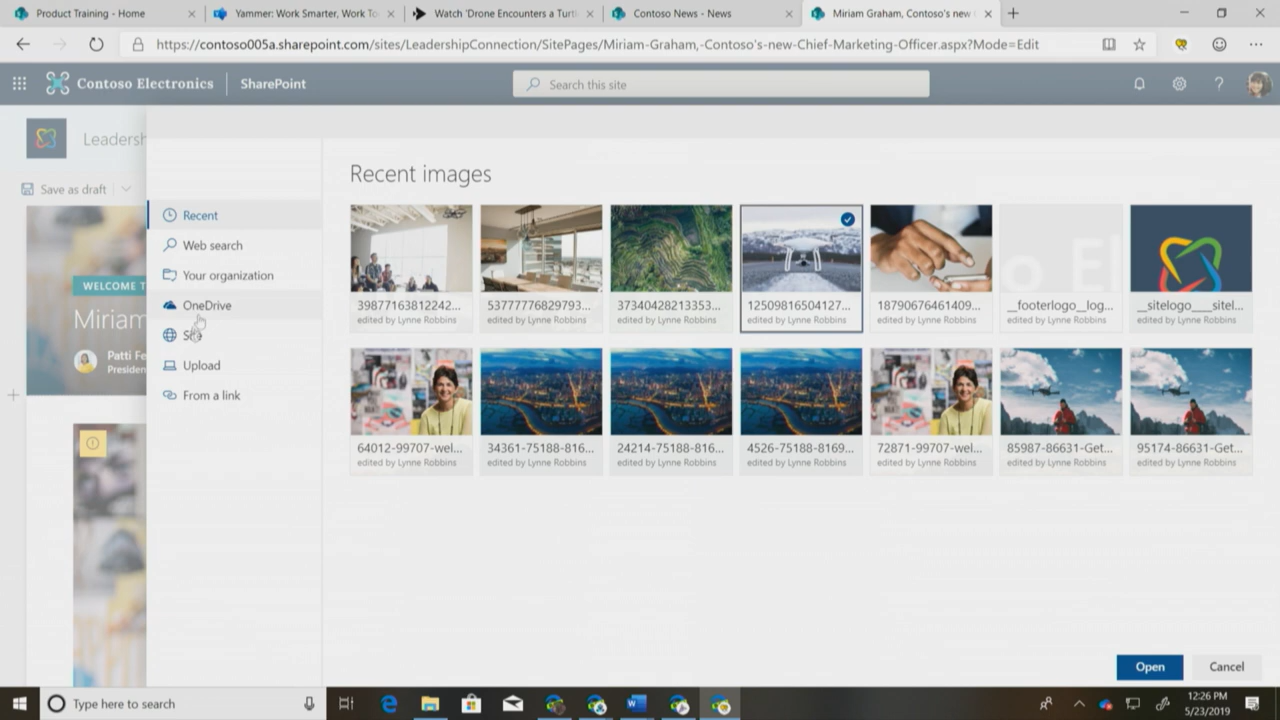 Product Training - Home
Yammer: Work Smarter, Work To
Watch 'Drone Encounters a Turtl
Contoso News - News
Miriam Graham, Contoso's new
https://contoso005a.sharepoint.com/sites/LeadershipConnection/SitePages/Miriam-Graham,-Contoso's-new-Chief-Marketing-Officer.aspx?Mode=Edit
Contoso Electronics
SharePoint
Search this site
Leadersh
Save as draft
WELCOME T
Miriam
Patti Fe
Presiden
Recent
Web search
Your organization
OneDrive
Site
Upload
From a link
Recent images
39877163812242...
edited by Lynne Robbins
53777776829793...
edited by Lynne Robbins
37340428213353...
edited by Lynne Robbins
12509816504127...
edited by Lynne Robbins
18790676461409...
edited by Lynne Robbins
o El
__footerlogo__log...
edited by Lynne Robbins
__sitelogo____sitel...
edited by Lynne Robbins
64012-99707-wel...
edited by Lynne Robbins
34361-75188-816...
edited by Lynne Robbins
24214-75188-816...
edited by Lynne Robbins
4526-75188-8169...
edited by Lynne Robbins
72871-99707-wel...
edited by Lynne Robbins
85987-86631-Get...
edited by Lynne Robbins
95174-86631-Get...
edited by Lynne Robbins
Open
Cancel
Type here to search
12:26 PM
5/23/2019